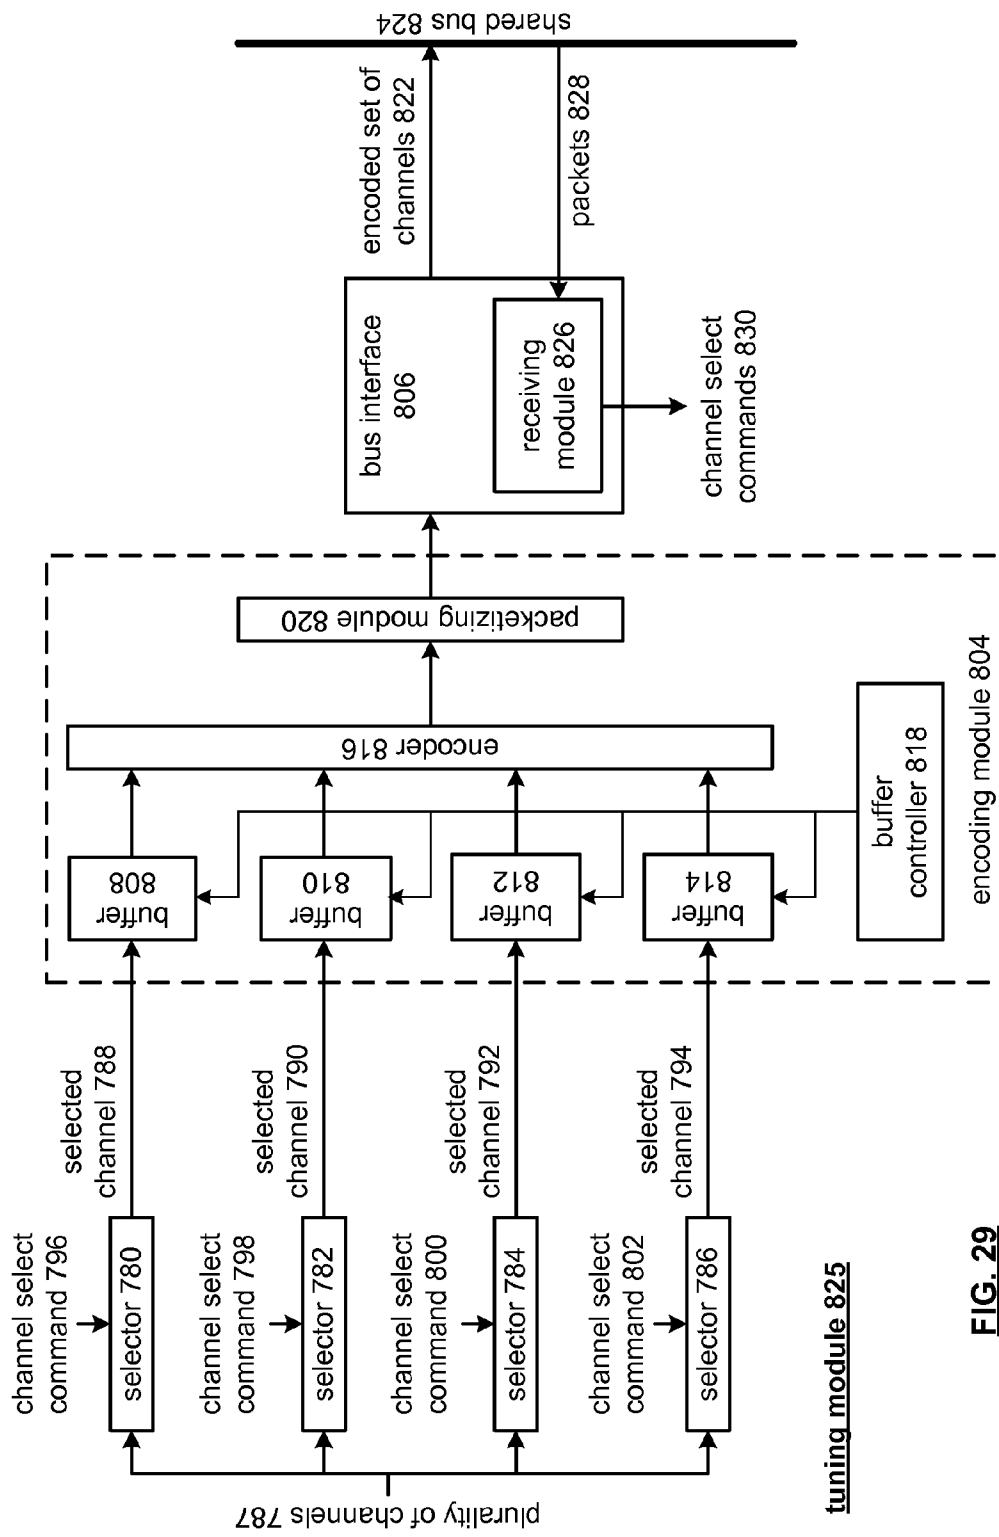 plurality of channels 787
channel select
command 796
selector 780
selected
channel 788
channel select
command 798
selector 782
selected
channel 790
channel select
command 800
selector 784
selected
channel 792
channel select
command 802
selector 786
selected
channel 794
buffer
808
buffer
810
buffer
812
buffer
814
encoder 816
buffer
controller 818
packetizing module 820
encoding module 804
bus interface
806
receiving
module 826
channel select
commands 830
encoded set of
channels 822
packets 828
shared bus 824
tuning module 825
FIG. 29